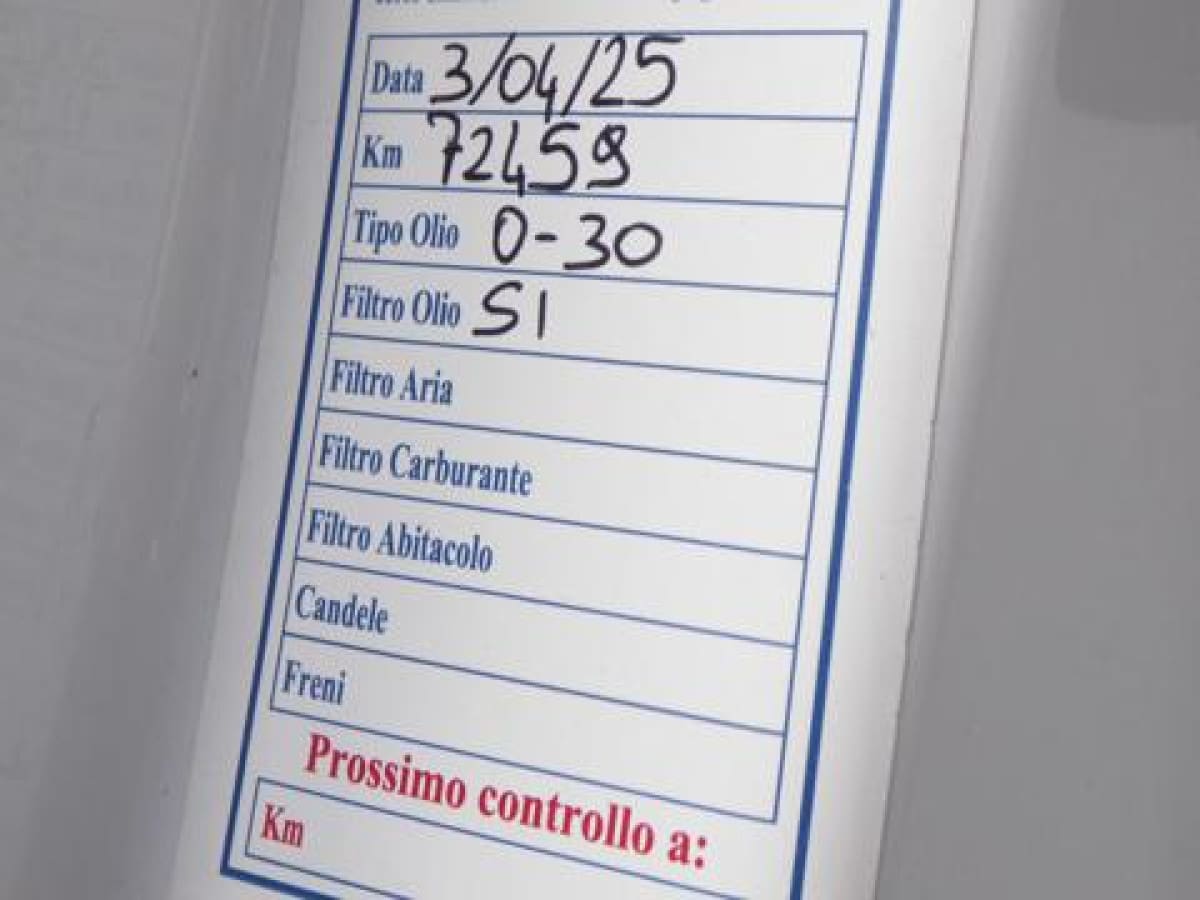 Data 3/04/25
Km 72459
Tipo Olio 0-30
Filtro Olio SI
Filtro Aria
Filtro Carburante
Filtro Abitacolo
Candele
Freni
Prossimo controllo a:
Km